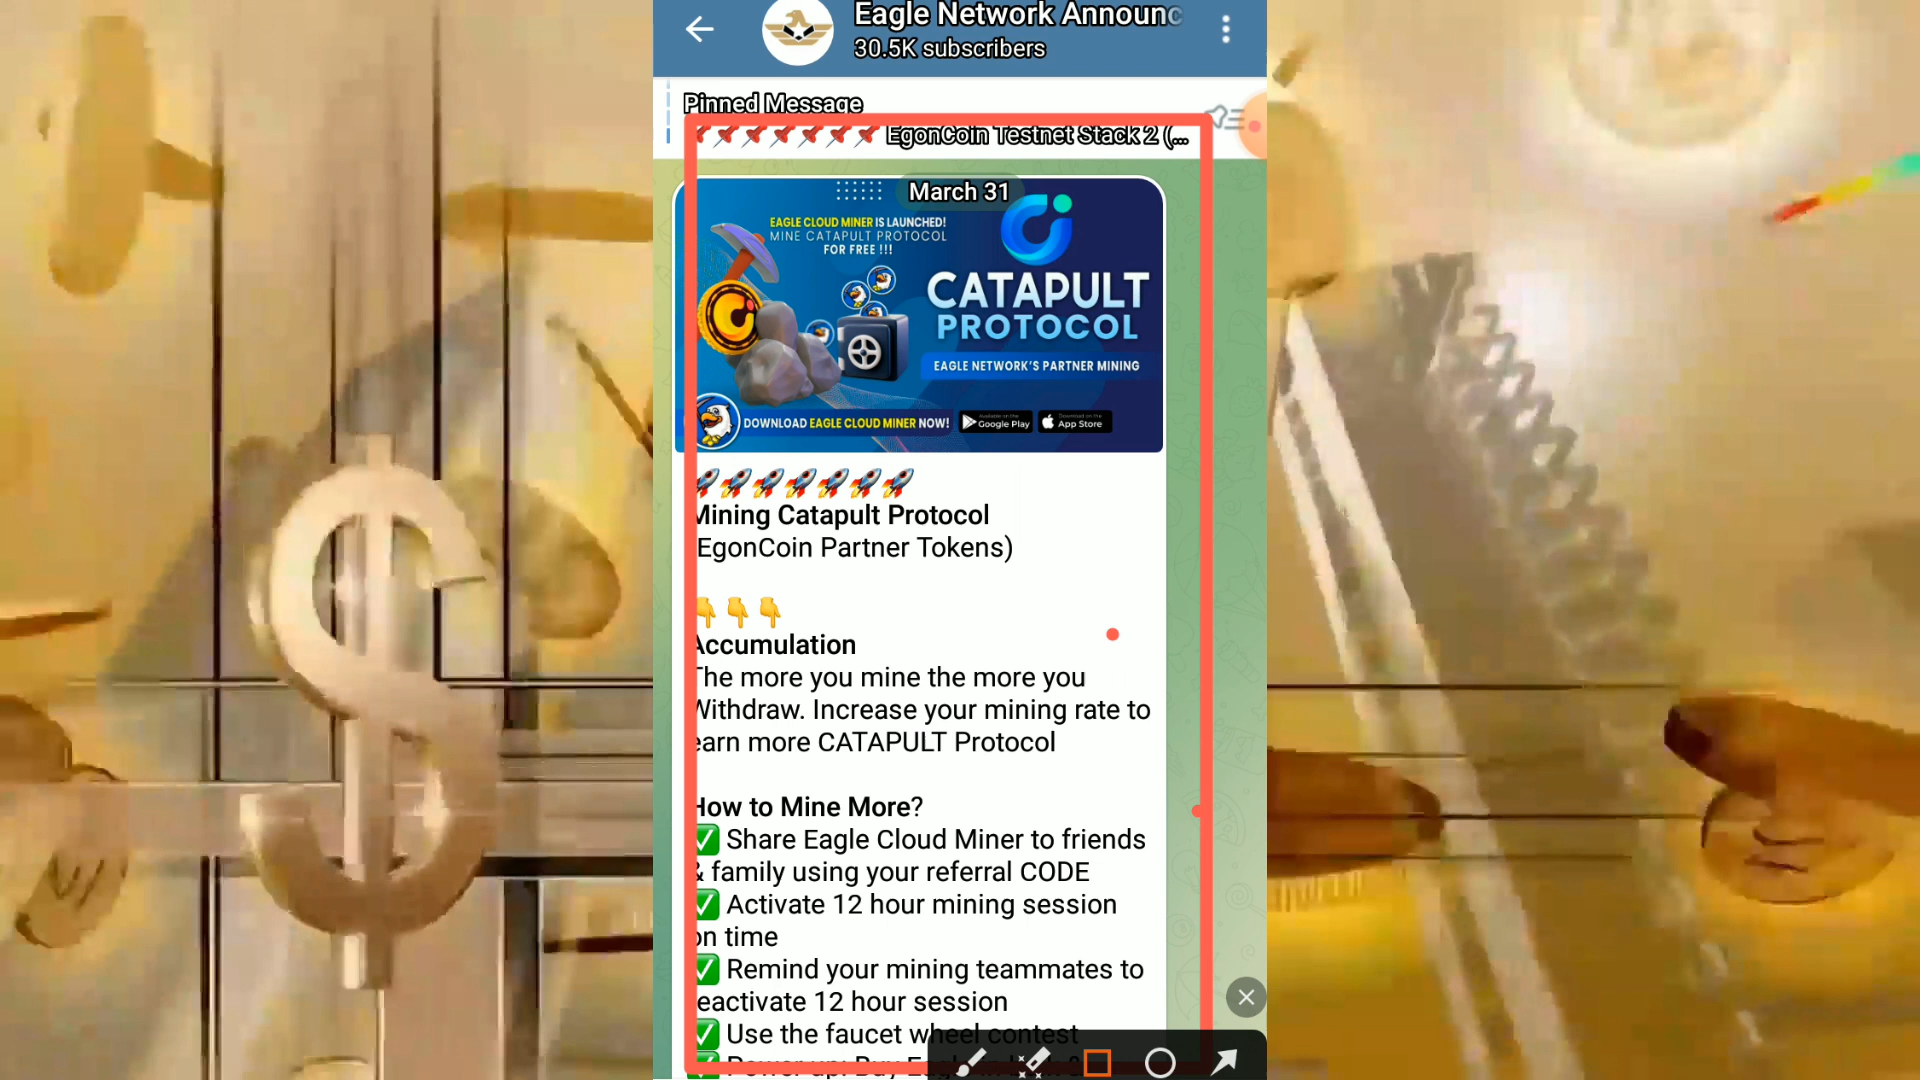 Eagle Network Announc
30.5K subscribers
Pinned Message
EgonCoin Testnet Stack 2 (...
March 31
EAGLE CLOUD MINER IS LAUNCHED!
MINE CATAPULT PROTOCOL
FOR FREE !!!
CATAPULT
PROTOCOL
EAGLE NETWORK'S PARTNER MINING
DOWNLOAD EAGLE CLOUD MINER NOW!
Google Play
App Store
Mining Catapult Protocol
EgonCoin Partner Tokens)
Accumulation
The more you mine the more you
Withdraw. Increase your mining rate to
earn more CATAPULT Protocol
How to Mine More?
Share Eagle Cloud Miner to friends
& family using your referral CODE
Activate 12 hour mining session
on time
Remind your mining teammates to
reactivate 12 hour session
Use the faucet wheel contest